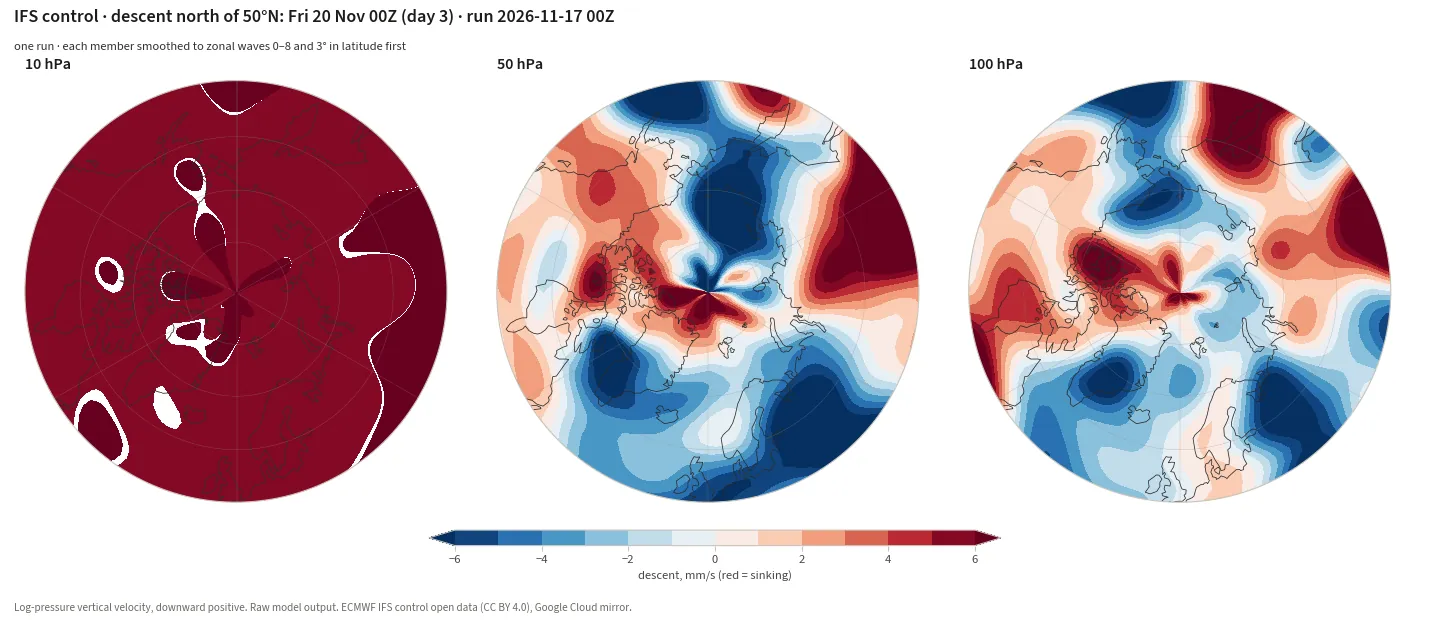 IFS control · descent north of 50°N: Fri 20 Nov 00Z (day 3) · run 2026-11-17 00Z
one run · each member smoothed to zonal waves 0–8 and 3° in latitude first
10 hPa
50 hPa
100 hPa
−6 −4 −2 0 2 4 6
descent, mm/s (red = sinking)
Log-pressure vertical velocity, downward positive. Raw model output. ECMWF IFS control open data (CC BY 4.0), Google Cloud mirror.